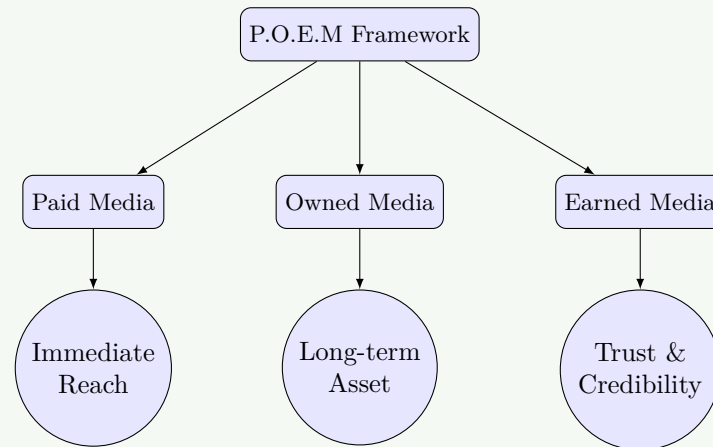 P.O.E.M Framework
Paid Media
Owned Media
Earned Media
Immediate
Reach
Long-term
Asset
Trust &
Credibility